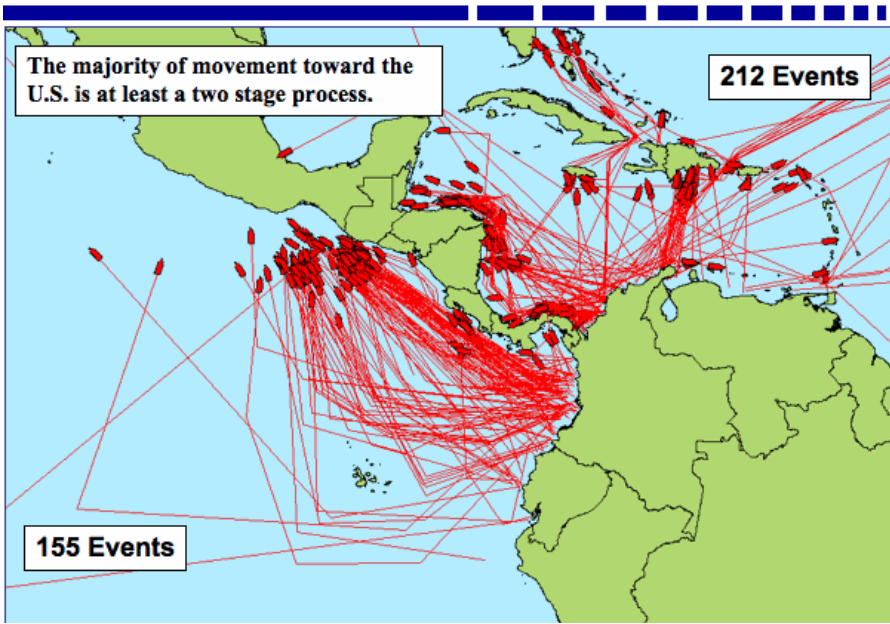 The majority of movement toward the
U.S. is at least a two stage process.
212 Events
155 Events